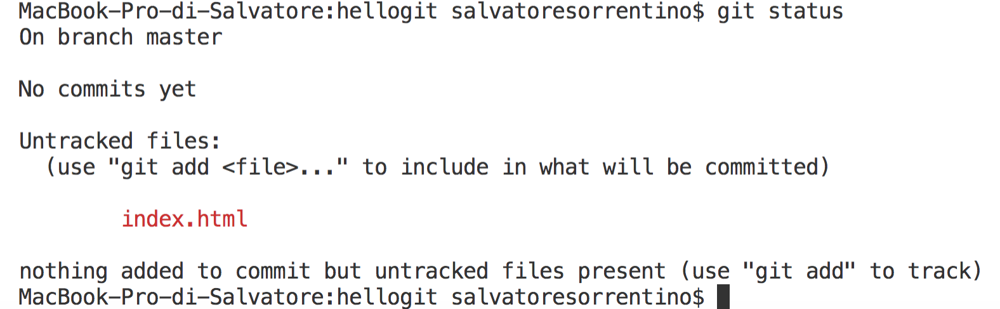 MacBook-Pro-di-Salvatore:hellogit salvatoresorrentino$ git status
On branch master
No commits yet
Untracked files:
(use "git add <file>..." to include in what will be committed)
index.html
nothing added to commit but untracked files present (use "git add" to track)
MacBook-Pro-di-Salvatore:hellogit salvatoresorrentino$